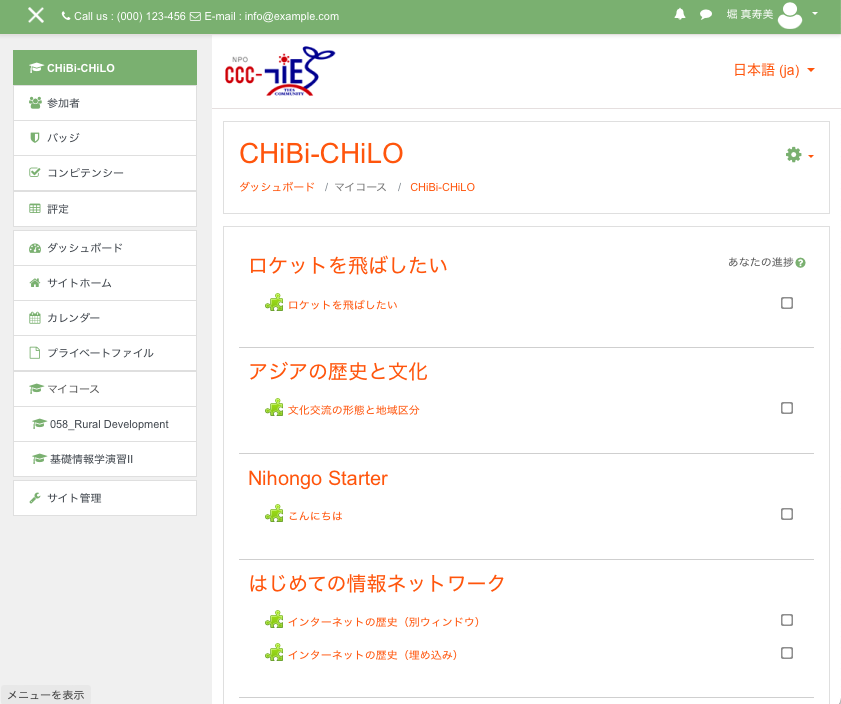 Call us : (000) 123-456 E-mail : info@example.com
堀 真寿美
CHiBi-CHiLO
参加者
バッジ
コンピテンシー
評定
ダッシュボード
サイトホーム
カレンダー
プライベートファイル
マイコース
058_Rural Development
基礎情報学演習II
サイト管理
メニューを表示
NPO
CCC-TIES
TIES COMMUNITY
日本語 (ja)
CHiBi-CHiLO
ダッシュボード / マイコース / CHiBi-CHiLO
あなたの進捗
ロケットを飛ばしたい
ロケットを飛ばしたい
アジアの歴史と文化
文化交流の形態と地域区分
Nihongo Starter
こんにちは
はじめての情報ネットワーク
インターネットの歴史（別ウィンドウ）
インターネットの歴史（埋め込み）